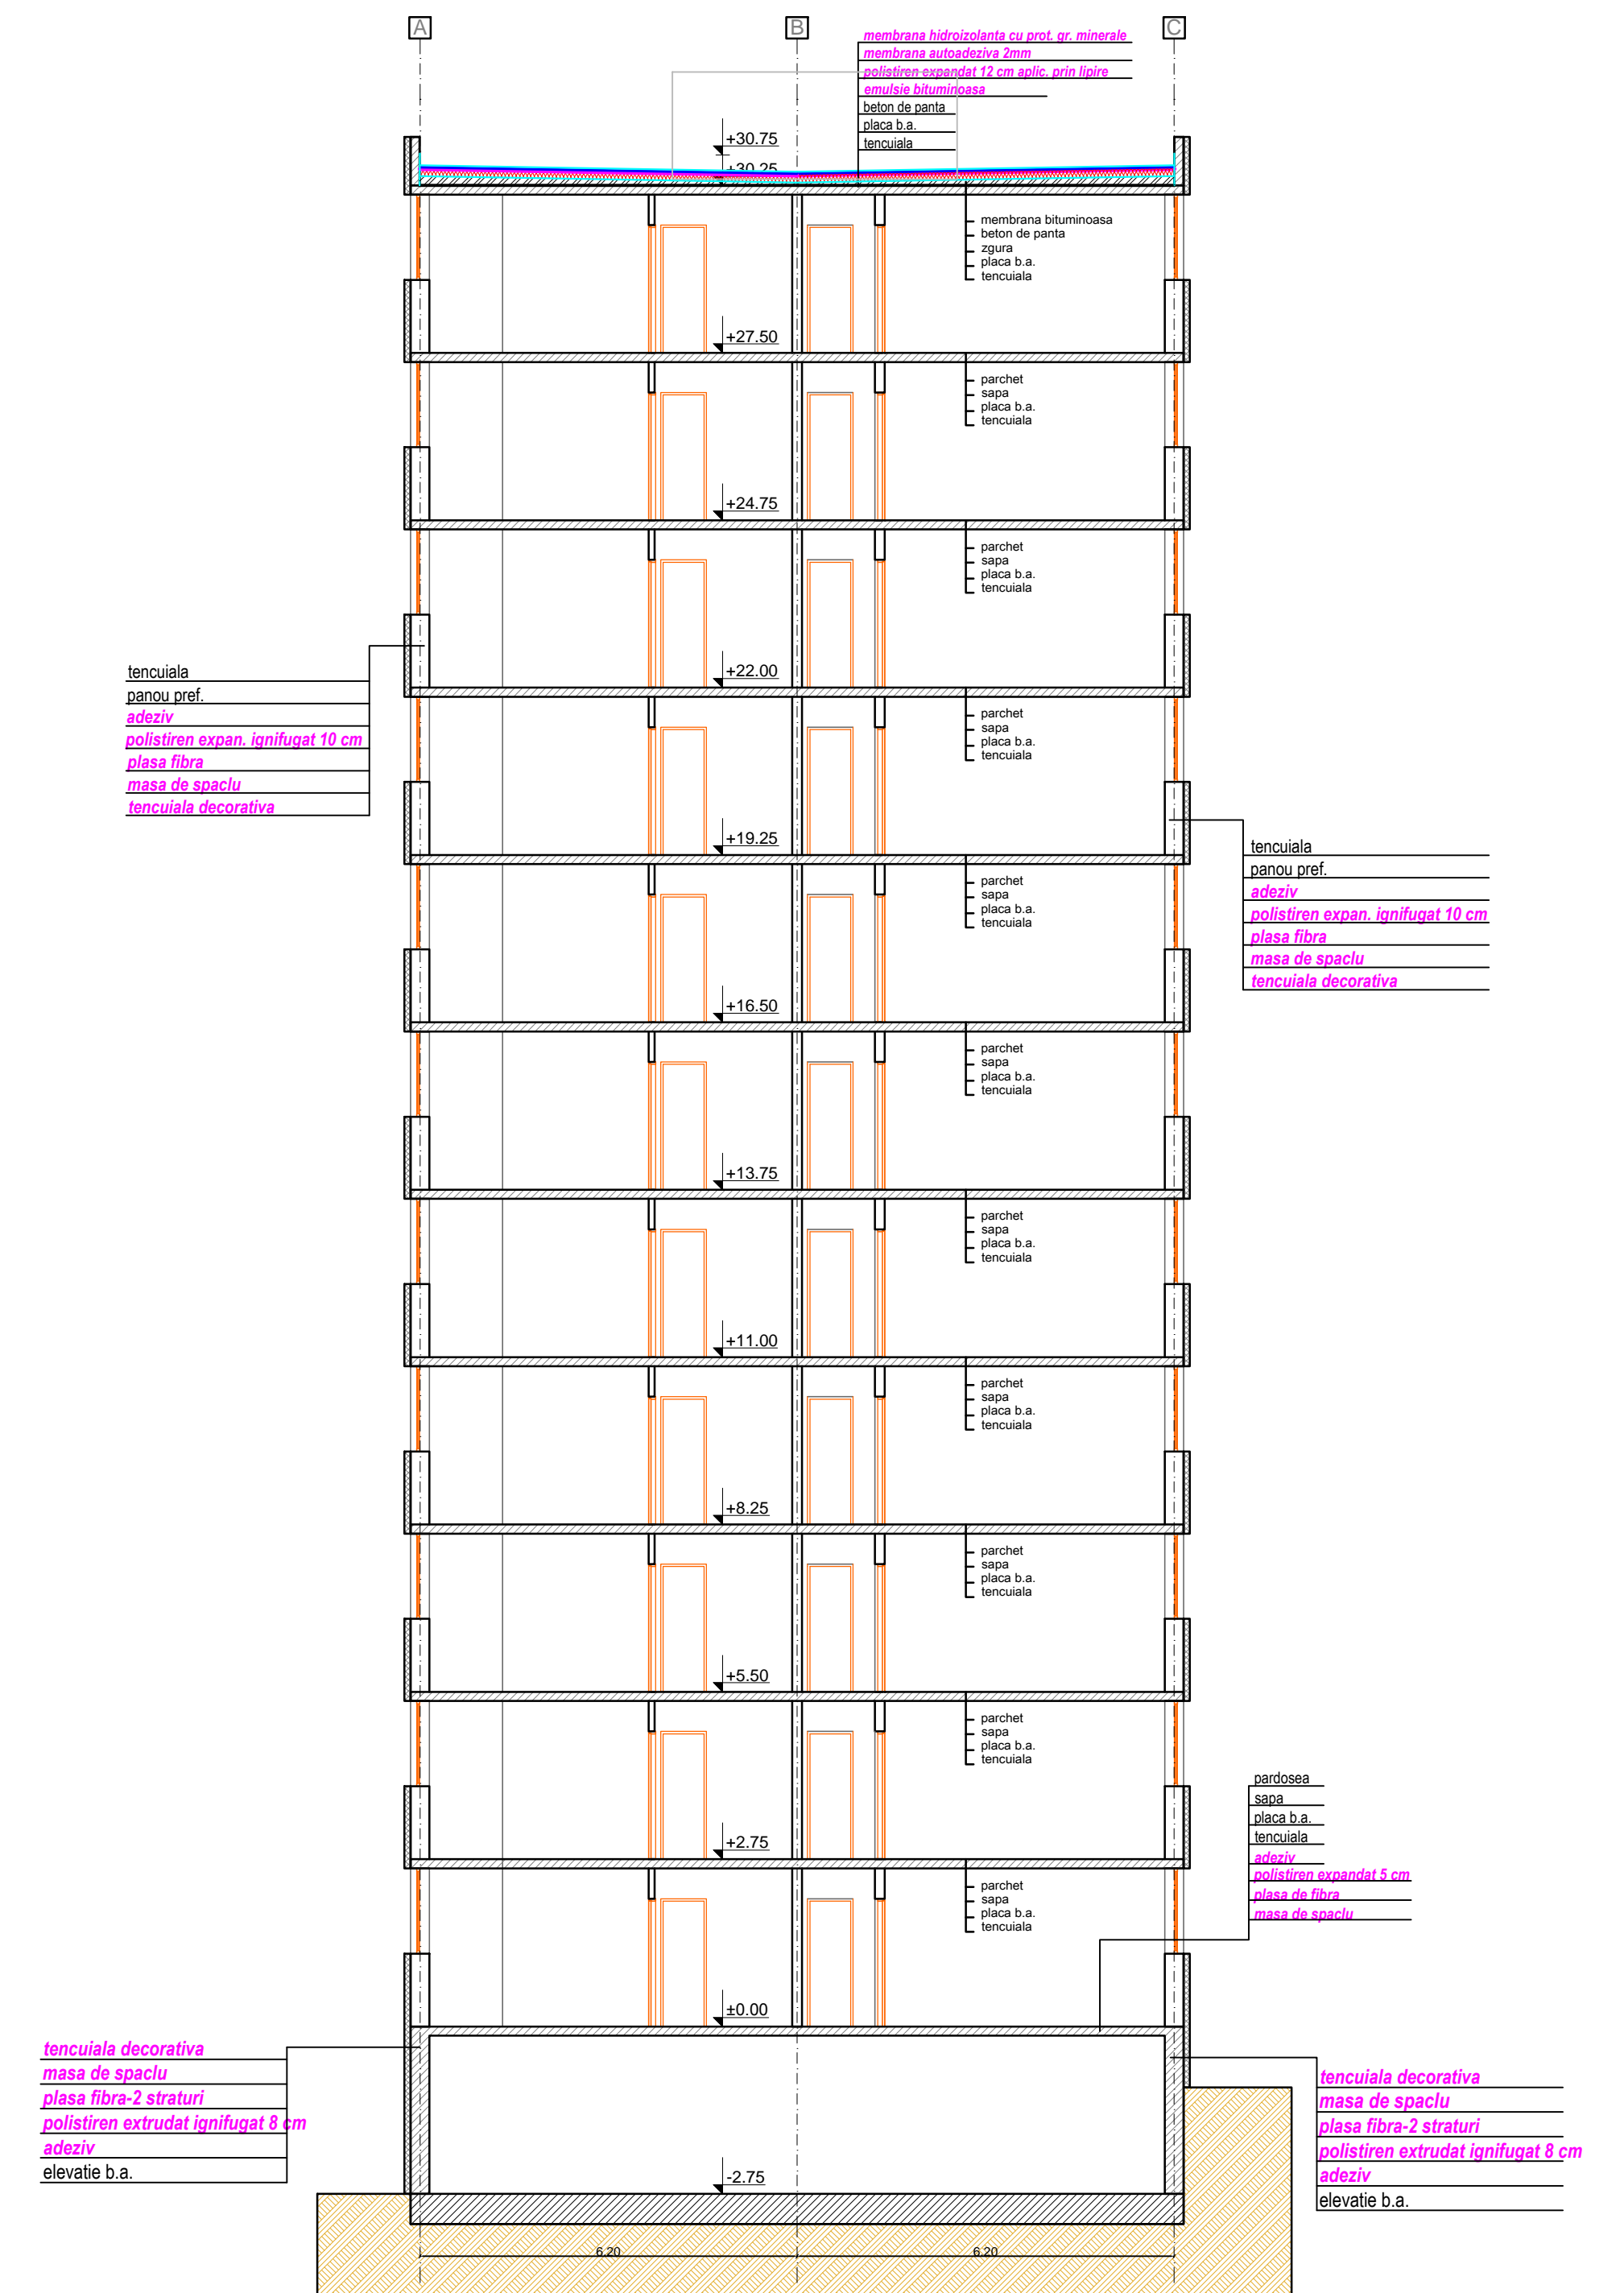 A
B
C
membrana hidroizolanta cu prot. gr. minerale
membrana autoadeziva 2mm
polistiren expandat 12 cm aplic. prin lipire
emulsie bituminoasa
beton de panta
placa b.a.
tencuiala
+30.75
+30.25
membrana bituminoasa
beton de panta
zgura
placa b.a.
tencuiala
+27.50
parchet
sapa
placa b.a.
tencuiala
+24.75
parchet
sapa
placa b.a.
tencuiala
+22.00
tencuiala
panou pref.
adeziv
polistiren expan. ignifugat 10 cm
plasa fibra
masa de spaclu
tencuiala decorativa
parchet
sapa
placa b.a.
tencuiala
+19.25
tencuiala
panou pref.
adeziv
polistiren expan. ignifugat 10 cm
plasa fibra
masa de spaclu
tencuiala decorativa
parchet
sapa
placa b.a.
tencuiala
+16.50
parchet
sapa
placa b.a.
tencuiala
+13.75
parchet
sapa
placa b.a.
tencuiala
+11.00
parchet
sapa
placa b.a.
tencuiala
+8.25
parchet
sapa
placa b.a.
tencuiala
+5.50
parchet
sapa
placa b.a.
tencuiala
+2.75
pardosea
sapa
placa b.a.
tencuiala
adeziv
polistiren expandat 5 cm
plasa de fibra
masa de spaclu
parchet
sapa
placa b.a.
tencuiala
±0.00
tencuiala decorativa
masa de spaclu
plasa fibra-2 straturi
polistiren extrudat ignifugat 8 cm
adeziv
elevatie b.a.
tencuiala decorativa
masa de spaclu
plasa fibra-2 straturi
polistiren extrudat ignifugat 8 cm
adeziv
elevatie b.a.
-2.75
6.20
6.20